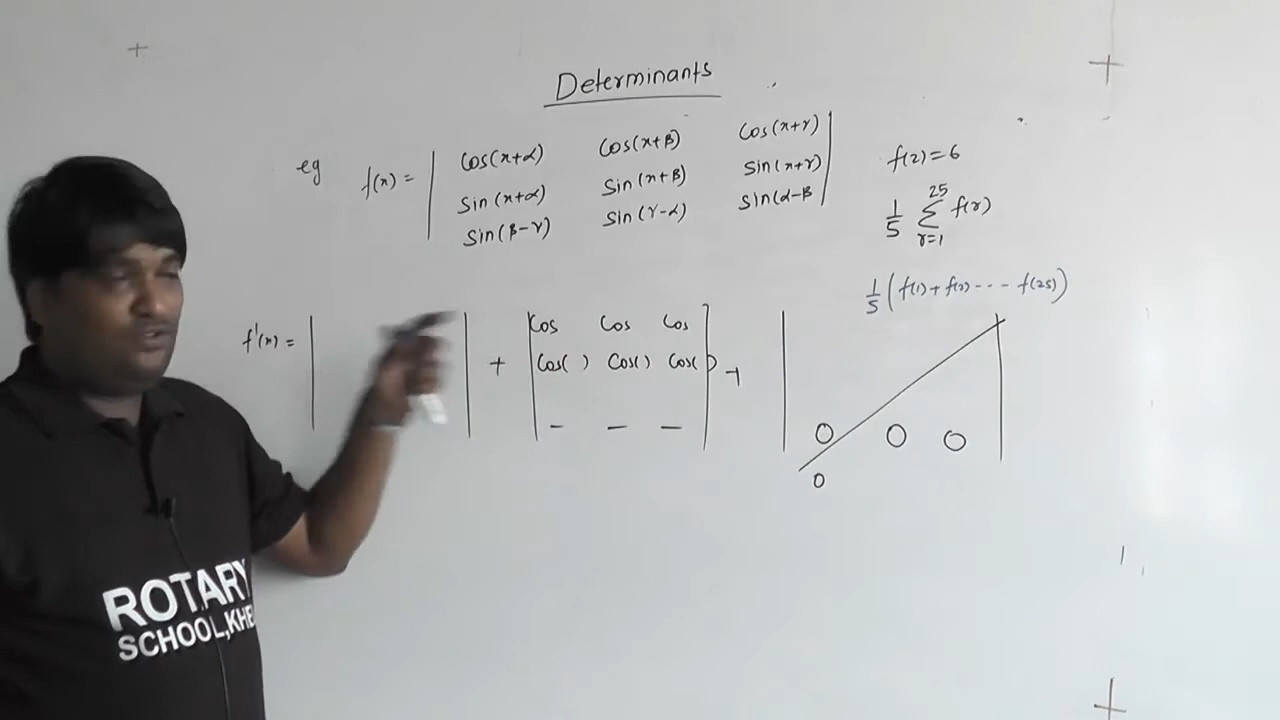 Determinants
eg f(x) = | cos(x+α) cos(x+β) cos(x+γ) |
sin(x+α) sin(x+β) sin(x+γ)
sin(β-γ) sin(γ-α) sin(α-β
f(2)=6
1/5 25 Σ r=1 f(r)
1/5 ( f(1)+ f(2) --- f(25) )
f'(x) = | | + | cos cos cos | + | |
cos( ) cos( ) cos( )
- - -
0 0 0
0
ROTARY
SCHOOL,KHE